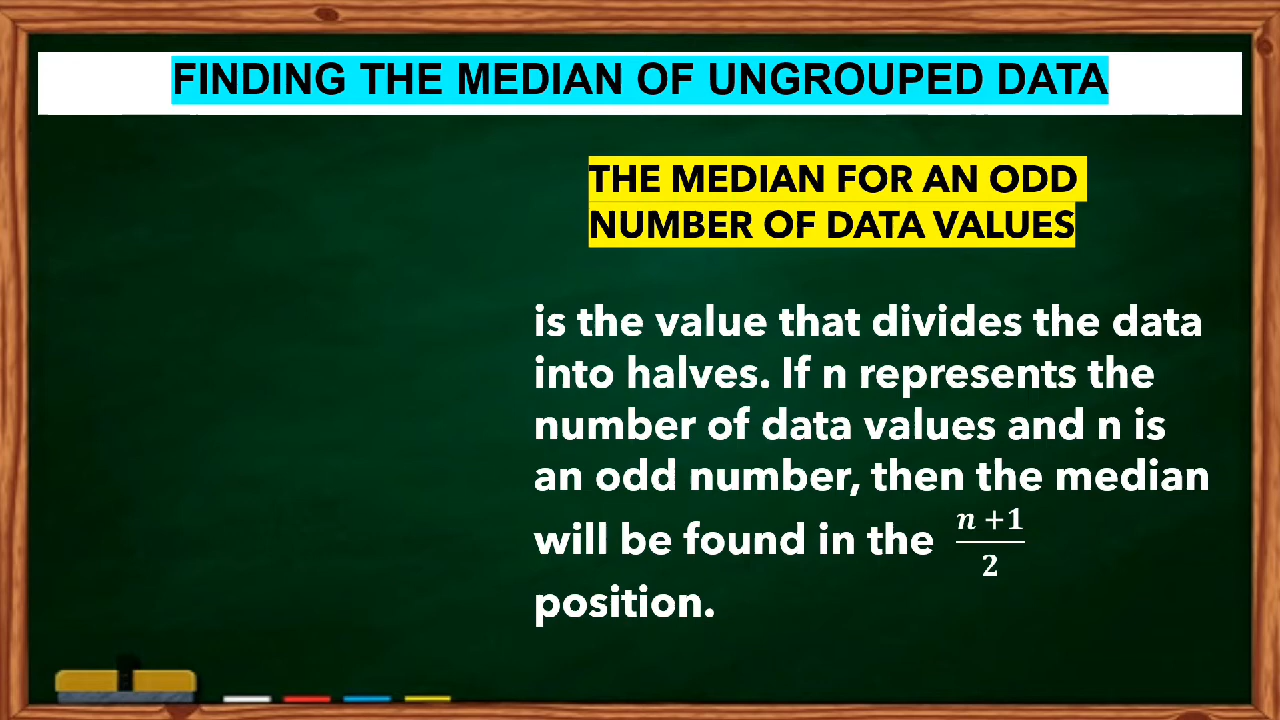 FINDING THE MEDIAN OF UNGROUPED DATA
THE MEDIAN FOR AN ODD
NUMBER OF DATA VALUES
is the value that divides the data
into halves. If n represents the
number of data values and n is
an odd number, then the median
will be found in the \frac{n+1}{2}
position.